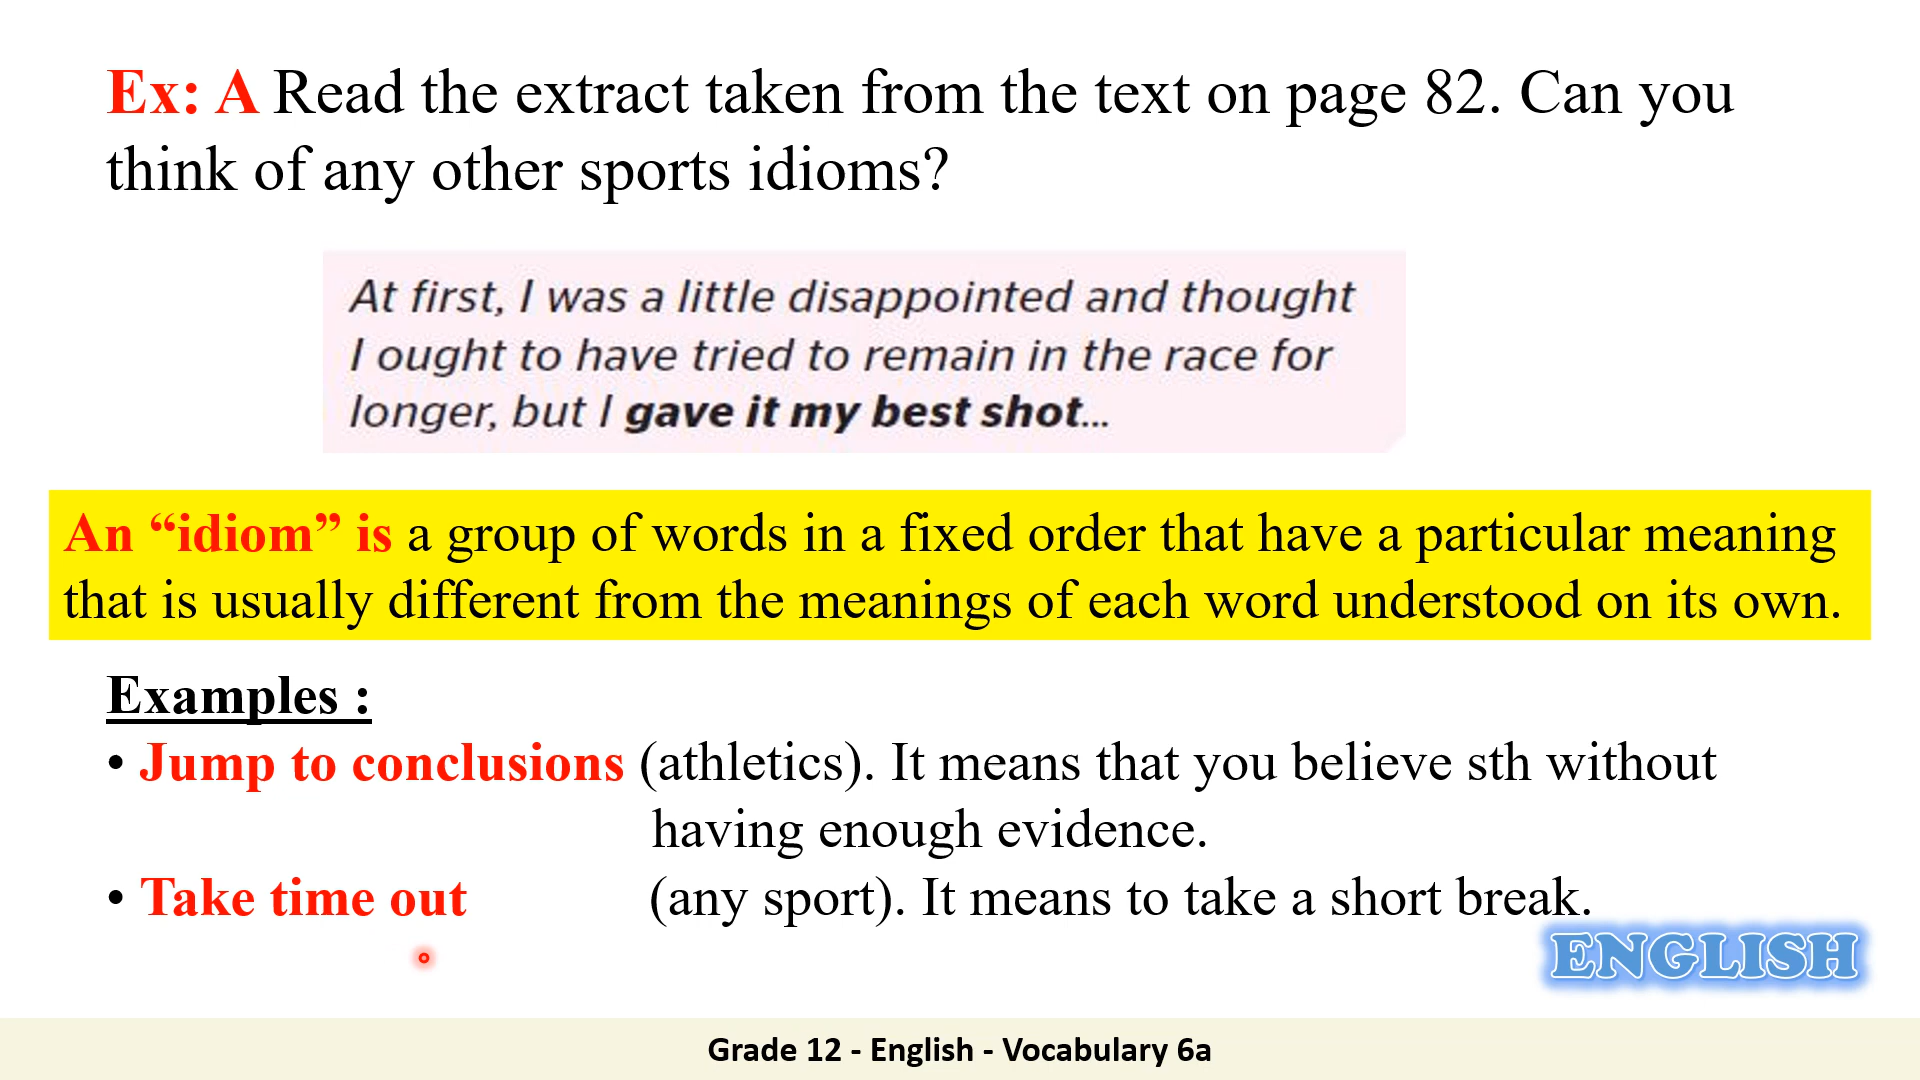 Ex: A Read the extract taken from the text on page 82. Can you
think of any other sports idioms?
At first, I was a little disappointed and thought
I ought to have tried to remain in the race for
longer, but I gave it my best shot...
An “idiom” is a group of words in a fixed order that have a particular meaning
that is usually different from the meanings of each word understood on its own.
Examples :
• Jump to conclusions (athletics). It means that you believe sth without
having enough evidence.
• Take time out (any sport). It means to take a short break.
ENGLISH
Grade 12 - English - Vocabulary 6a